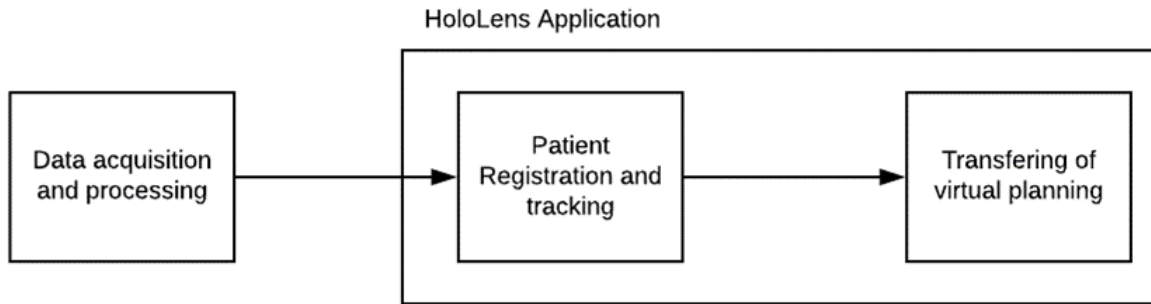 HoloLens Application
Data acquisition
and processing
Patient
Registration and
tracking
Transfering of
virtual planning